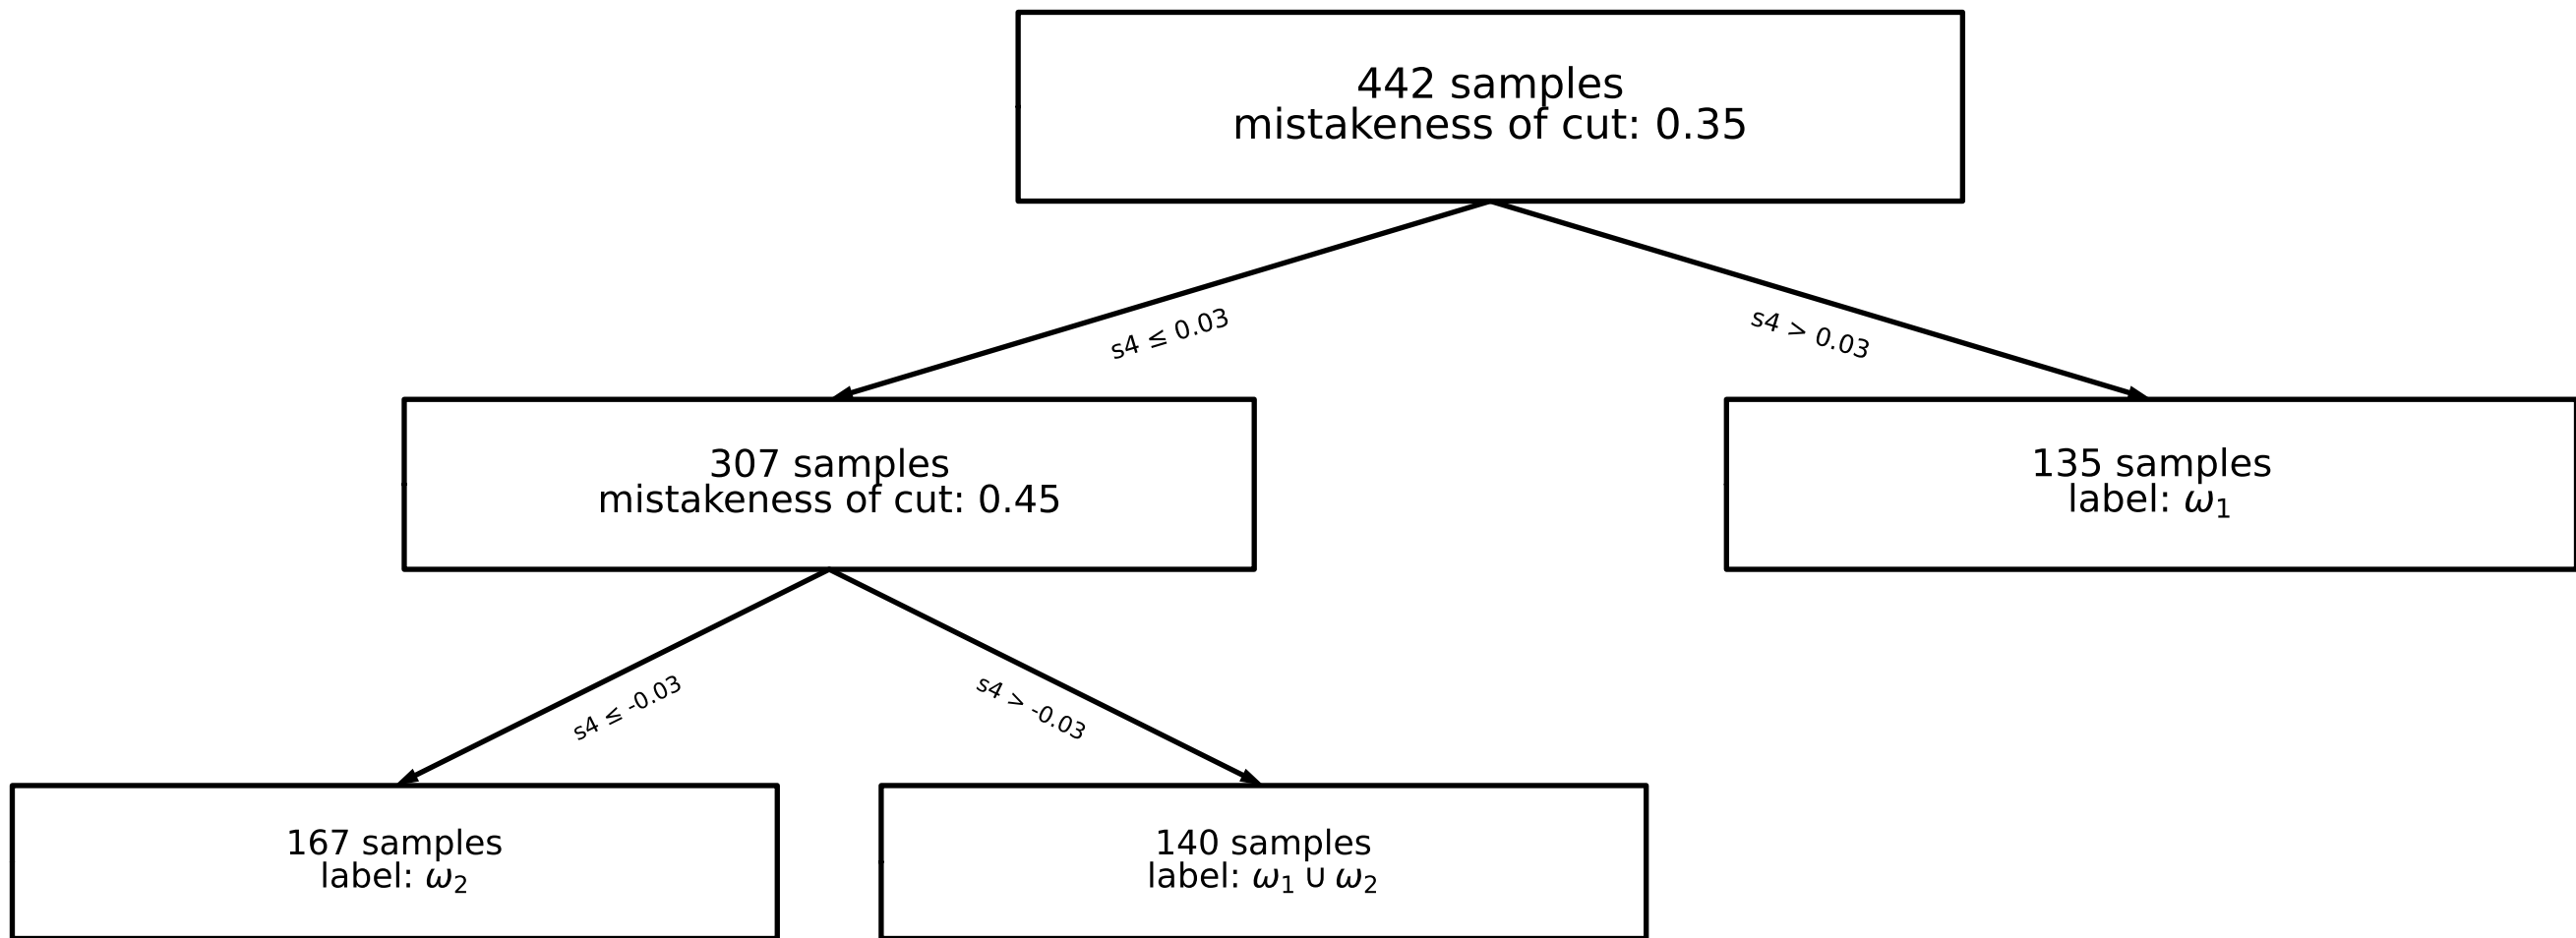 442 samples
mistakeness of cut: 0.35
s4 ≤ 0.03
s4 > 0.03
307 samples
mistakeness of cut: 0.45
135 samples
label: ω₁
s4 ≤ -0.03
s4 > -0.03
167 samples
label: ω₂
140 samples
label: ω₁ ∪ ω₂